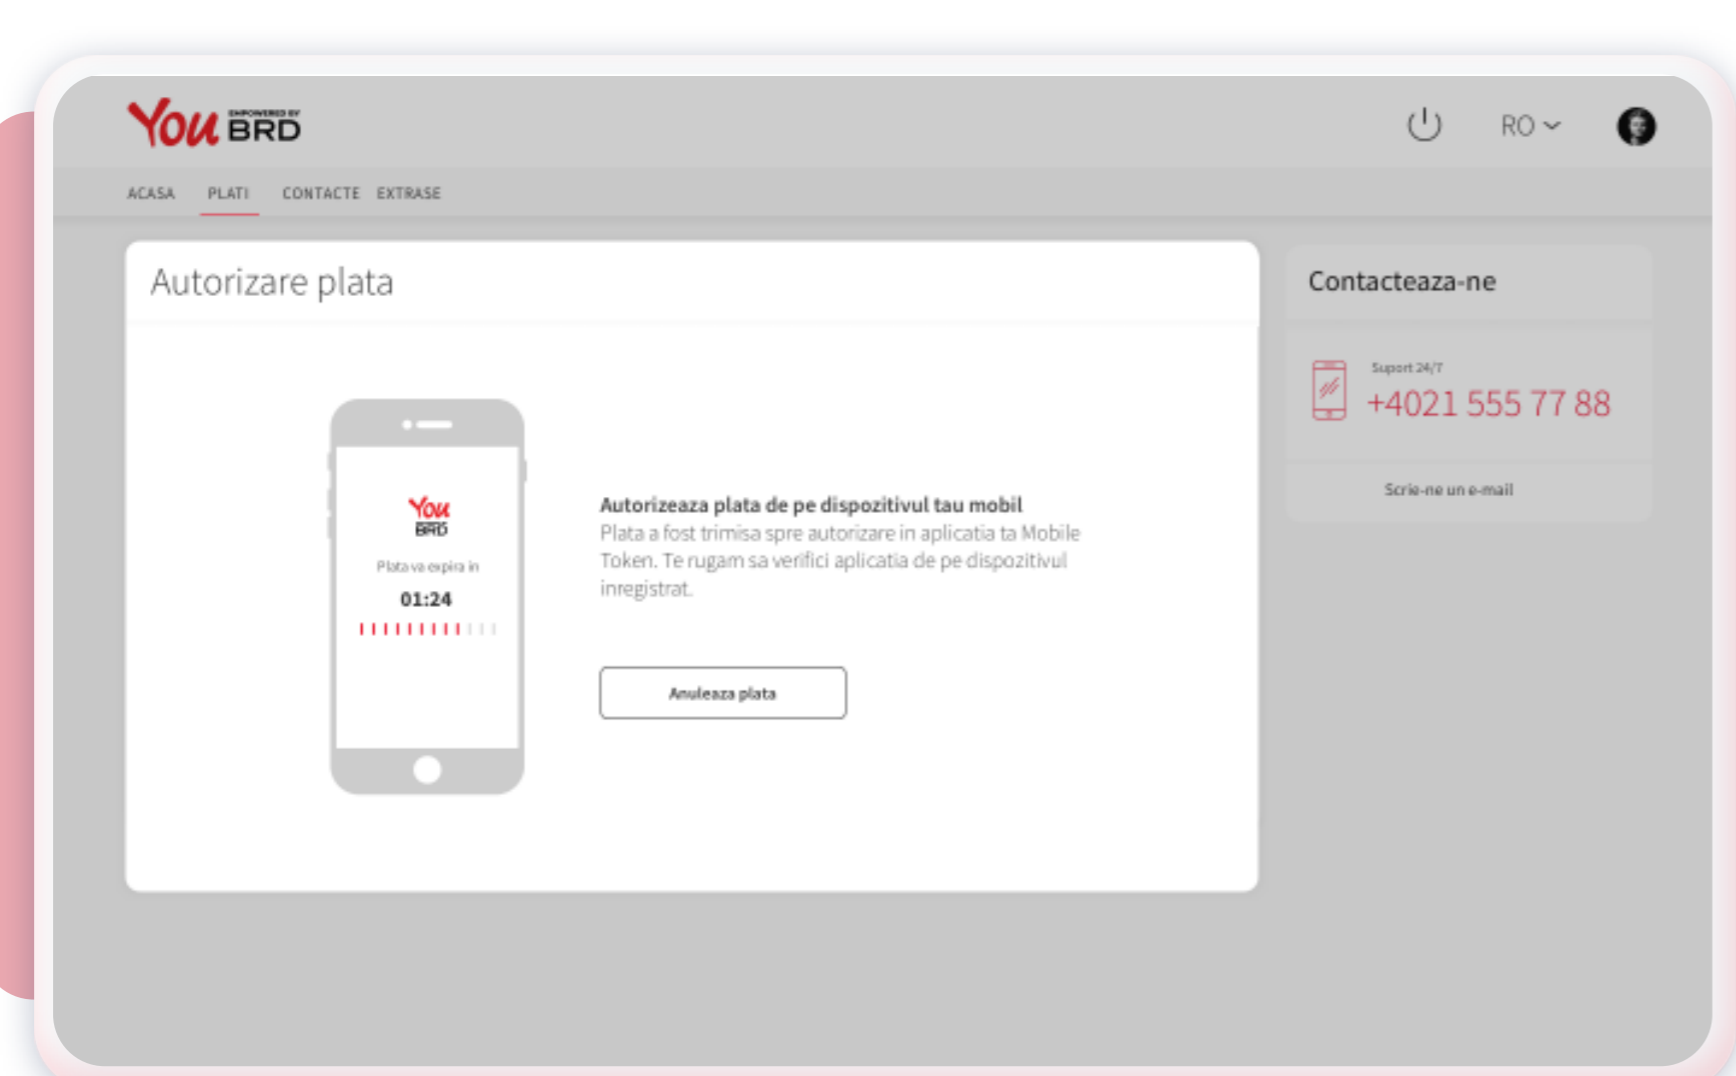 You EMPOWERED BY
BRD
RO
ACASA PLATI CONTACTE EXTRASE
Autorizare plata
You
BRD
Plata va expira in
01:24
Autorizeaza plata de pe dispozitivul tau mobil
Plata a fost trimisa spre autorizare in aplicatia ta Mobile
Token. Te rugam sa verifici aplicatia de pe dispozitivul
inregistrat.
Anuleaza plata
Contacteaza-ne
Suport 24/7
+4021 555 77 88
Scrie-ne un e-mail